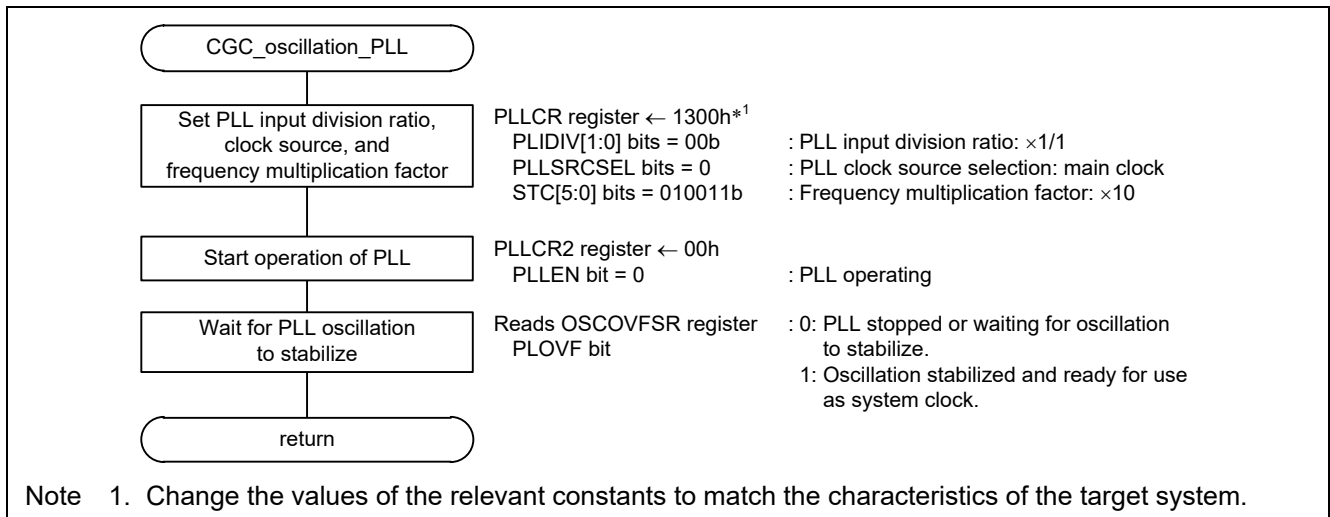 CGC_oscillation_PLL
Set PLL input division ratio,
clock source, and
frequency multiplication factor
PLLCR register ← 1300h*1
PLIDIV[1:0] bits = 00b : PLL input division ratio: ×1/1
PLLSRCSEL bits = 0 : PLL clock source selection: main clock
STC[5:0] bits = 010011b : Frequency multiplication factor: ×10
Start operation of PLL
PLLCR2 register ← 00h
PLLEN bit = 0 : PLL operating
Wait for PLL oscillation
to stabilize
Reads OSCOVFSR register : 0: PLL stopped or waiting for oscillation
PLOVF bit to stabilize.
1: Oscillation stabilized and ready for use
as system clock.
return
Note 1. Change the values of the relevant constants to match the characteristics of the target system.